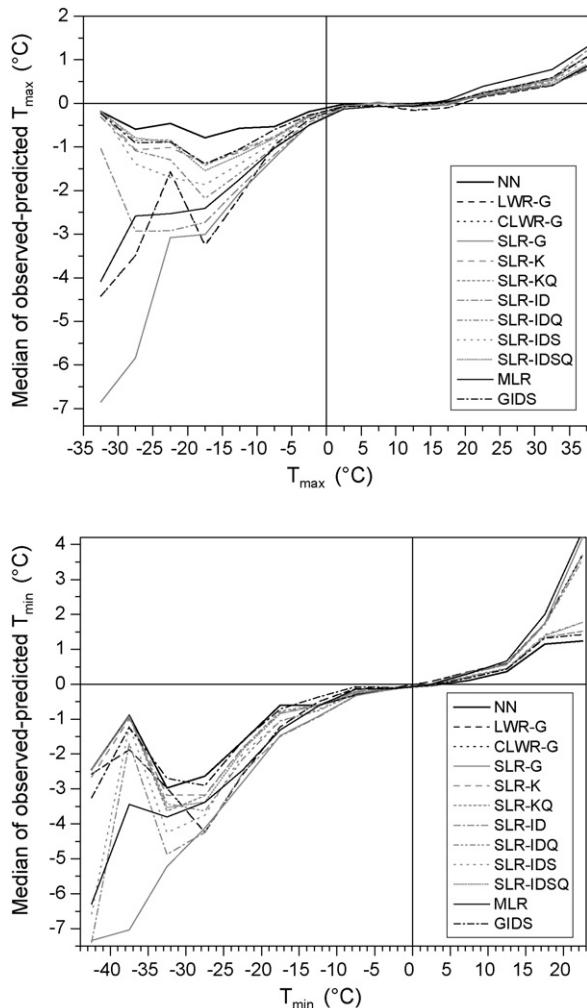 Median of observed-predicted Tmax (°C)
2
1
0
-1
-2
-3
-4
-5
-6
-7
NN
LWR-G
CLWR-G
SLR-G
SLR-K
SLR-KQ
SLR-ID
SLR-IDQ
SLR-IDS
SLR-IDSQ
MLR
GIDS
-35 -30 -25 -20 -15 -10 -5 0 5 10 15 20 25 30 35
Tmax (°C)
Median of observed-predicted Tmin (°C)
4
3
2
1
0
-1
-2
-3
-4
-5
-6
-7
NN
LWR-G
CLWR-G
SLR-G
SLR-K
SLR-KQ
SLR-ID
SLR-IDQ
SLR-IDS
SLR-IDSQ
MLR
GIDS
-40 -35 -30 -25 -20 -15 -10 -5 0 5 10 15 20
Tmin (°C)